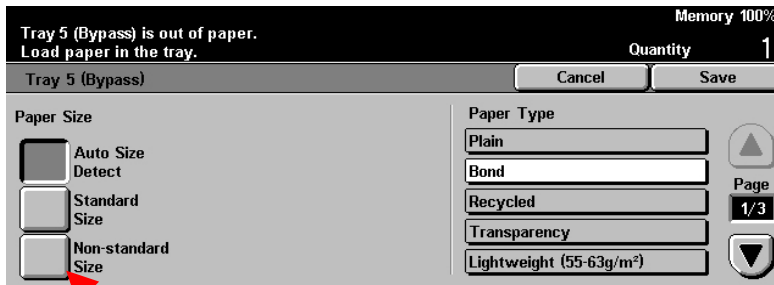 Memory 100%
Tray 5 (Bypass) is out of paper.
Load paper in the tray.
Quantity 1
Tray 5 (Bypass)
Cancel
Save
Paper Size
Auto Size
Detect
Standard
Size
Non-standard
Size
Paper Type
Plain
Bond
Recycled
Transparency
Lightweight (55-63g/m²)
Page
1/3